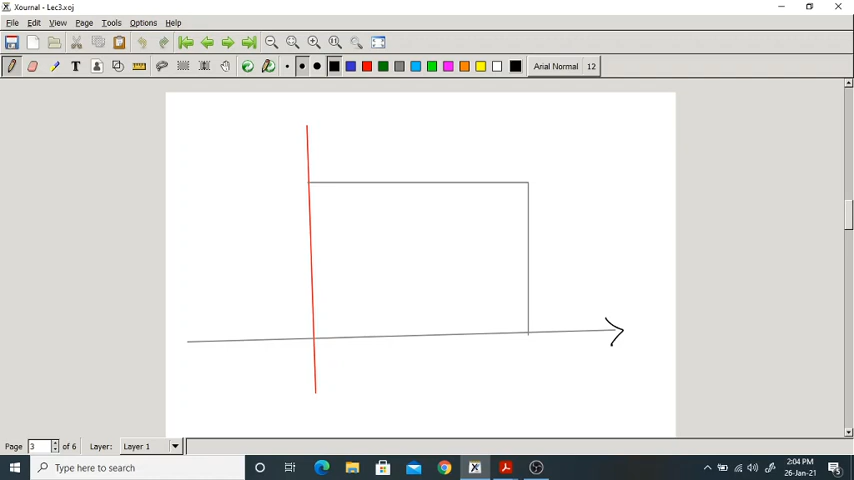 Xournal - Lec3.xoj
File Edit View Page Tools Options Help
Arial Normal 12
Page 3 of 6 Layer: Layer 1
Type here to search
2:04 PM
26-Jan-21